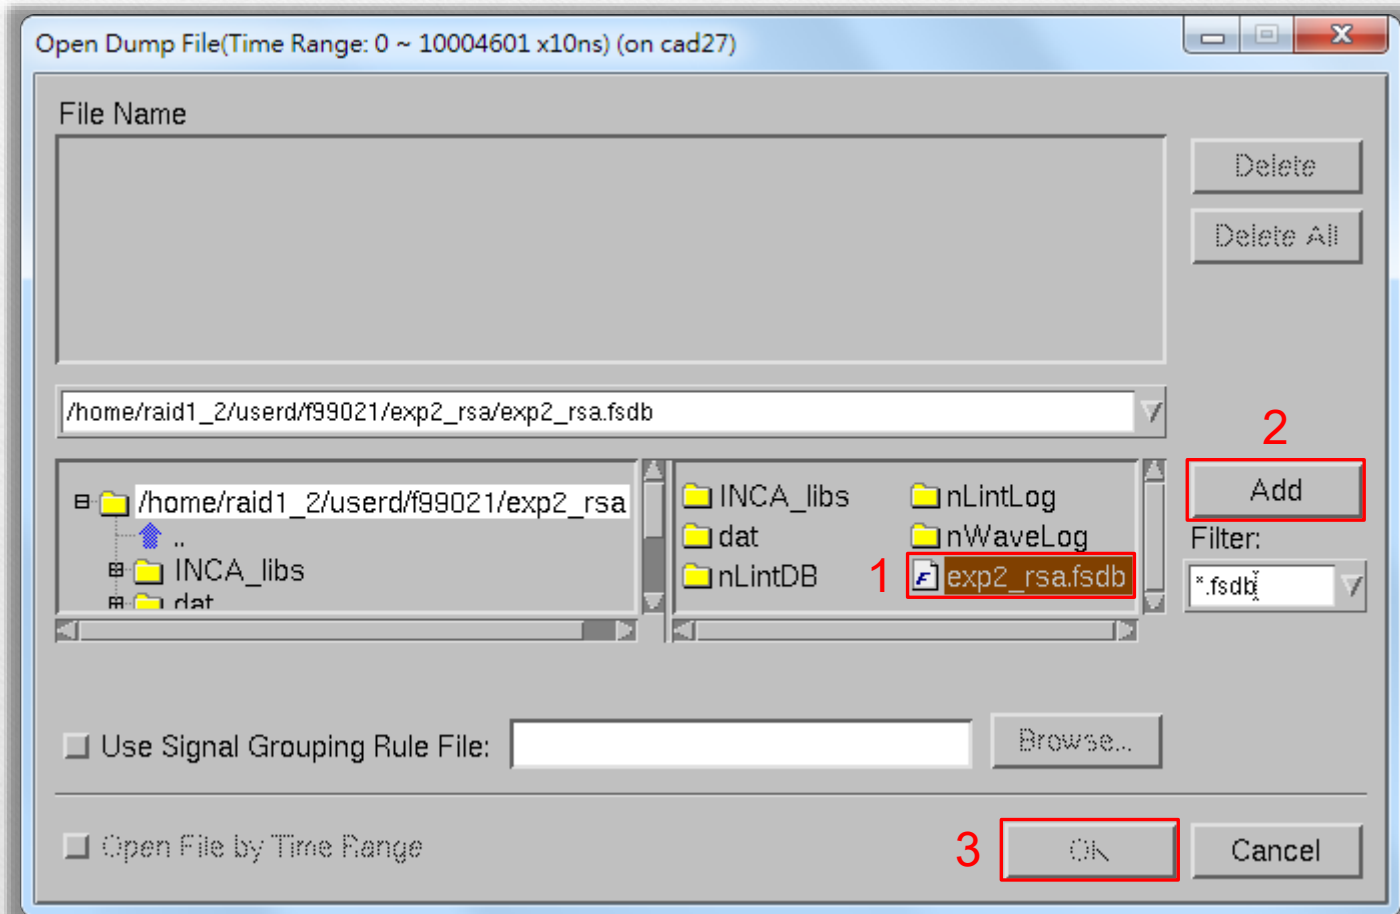 Open Dump File(Time Range: 0 ~ 10004601 x10ns) (on cad27)
File Name
Delete
Delete All
/home/raid1_2/userd/f99021/exp2_rsa/exp2_rsa.fsdb
2
/home/raid1_2/userd/f99021/exp2_rsa
..
INCA_libs
dat
INCA_libs
nLintLog
dat
nWaveLog
nLintDB
1
exp2_rsa.fsdb
Add
Filter:
*.fsdb
Use Signal Grouping Rule File:
Browse...
Open File by Time Range
3
OK
Cancel